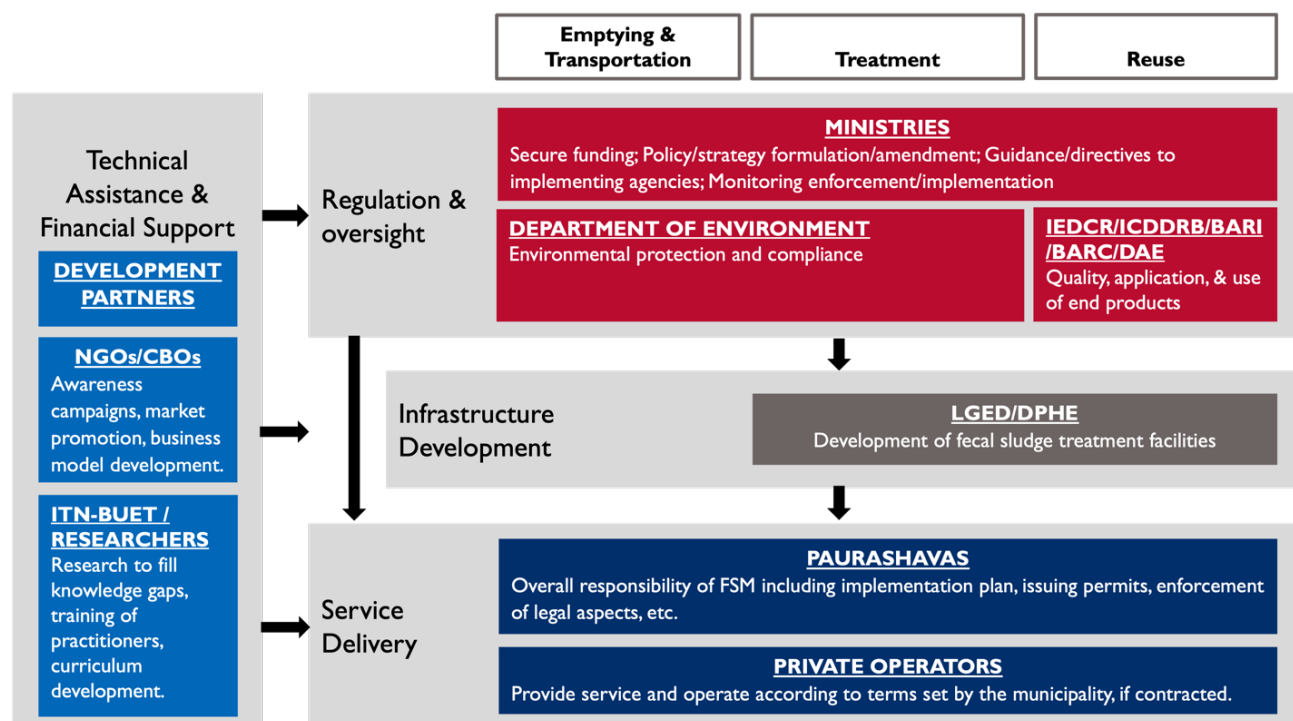 Emptying &
Transportation
Treatment
Reuse
Technical
Assistance &
Financial Support
DEVELOPMENT
PARTNERS
NGOs/CBOs
Awareness
campaigns, market
promotion, business
model development.
ITN-BUET /
RESEARCHERS
Research to fill
knowledge gaps,
training of
practitioners,
curriculum
development.
Regulation &
oversight
MINISTRIES
Secure funding; Policy/strategy formulation/amendment; Guidance/directives to
implementing agencies; Monitoring enforcement/implementation
DEPARTMENT OF ENVIRONMENT
Environmental protection and compliance
IEDCR/ICDDRB/BARI
/BARC/DAE
Quality, application, & use
of end products
Infrastructure
Development
LGED/DPHE
Development of fecal sludge treatment facilities
Service
Delivery
PAURASHAVAS
Overall responsibility of FSM including implementation plan, issuing permits, enforcement
of legal aspects, etc.
PRIVATE OPERATORS
Provide service and operate according to terms set by the municipality, if contracted.